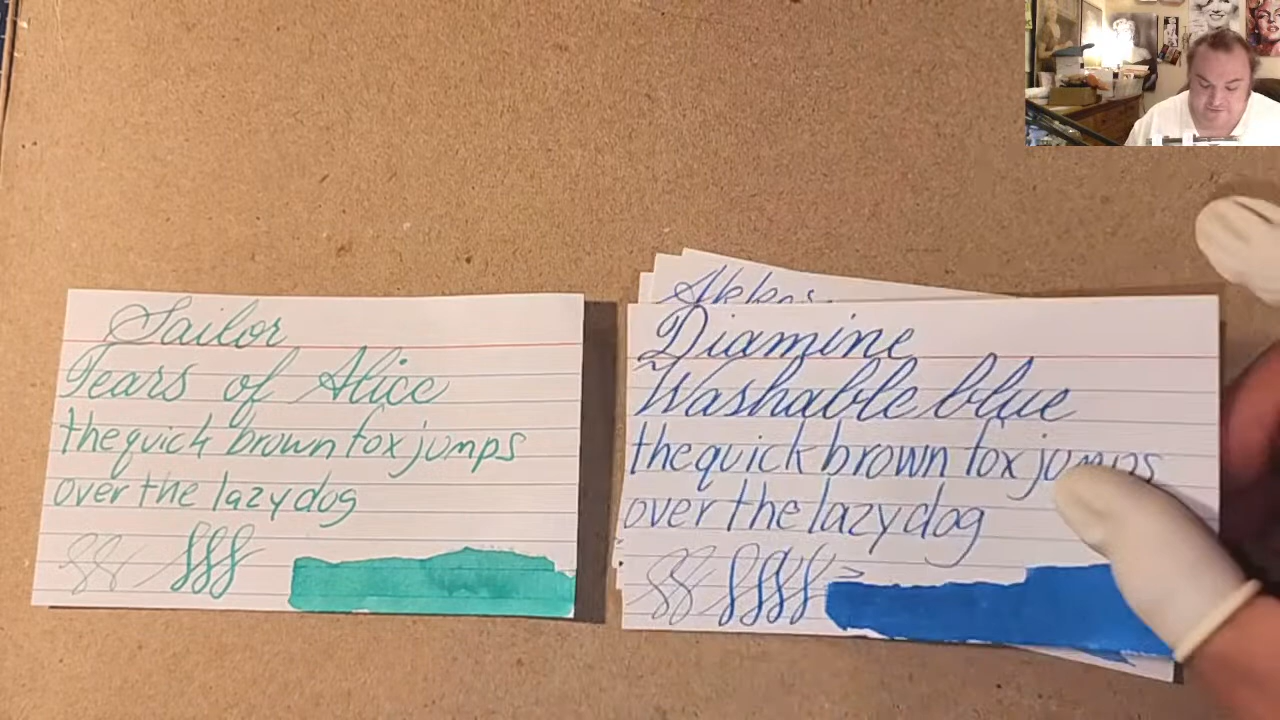 Sailor
Tears of Alice
the quick brown fox jumps
over the lazy dog
Diamine
Washable blue
the quick brown fox jumps
over the lazy dog